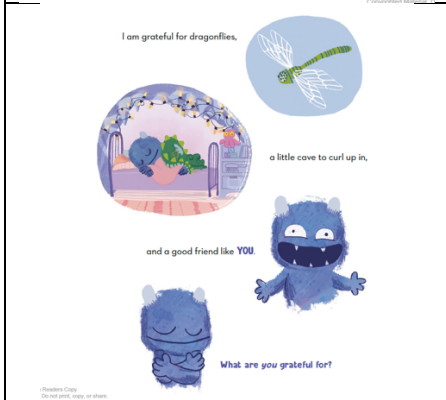 I am grateful for dragonflies,
a little cave to curl up in,
and a good friend like YOU.
What are you grateful for?
Readers Copy
Do not print, copy, or share.